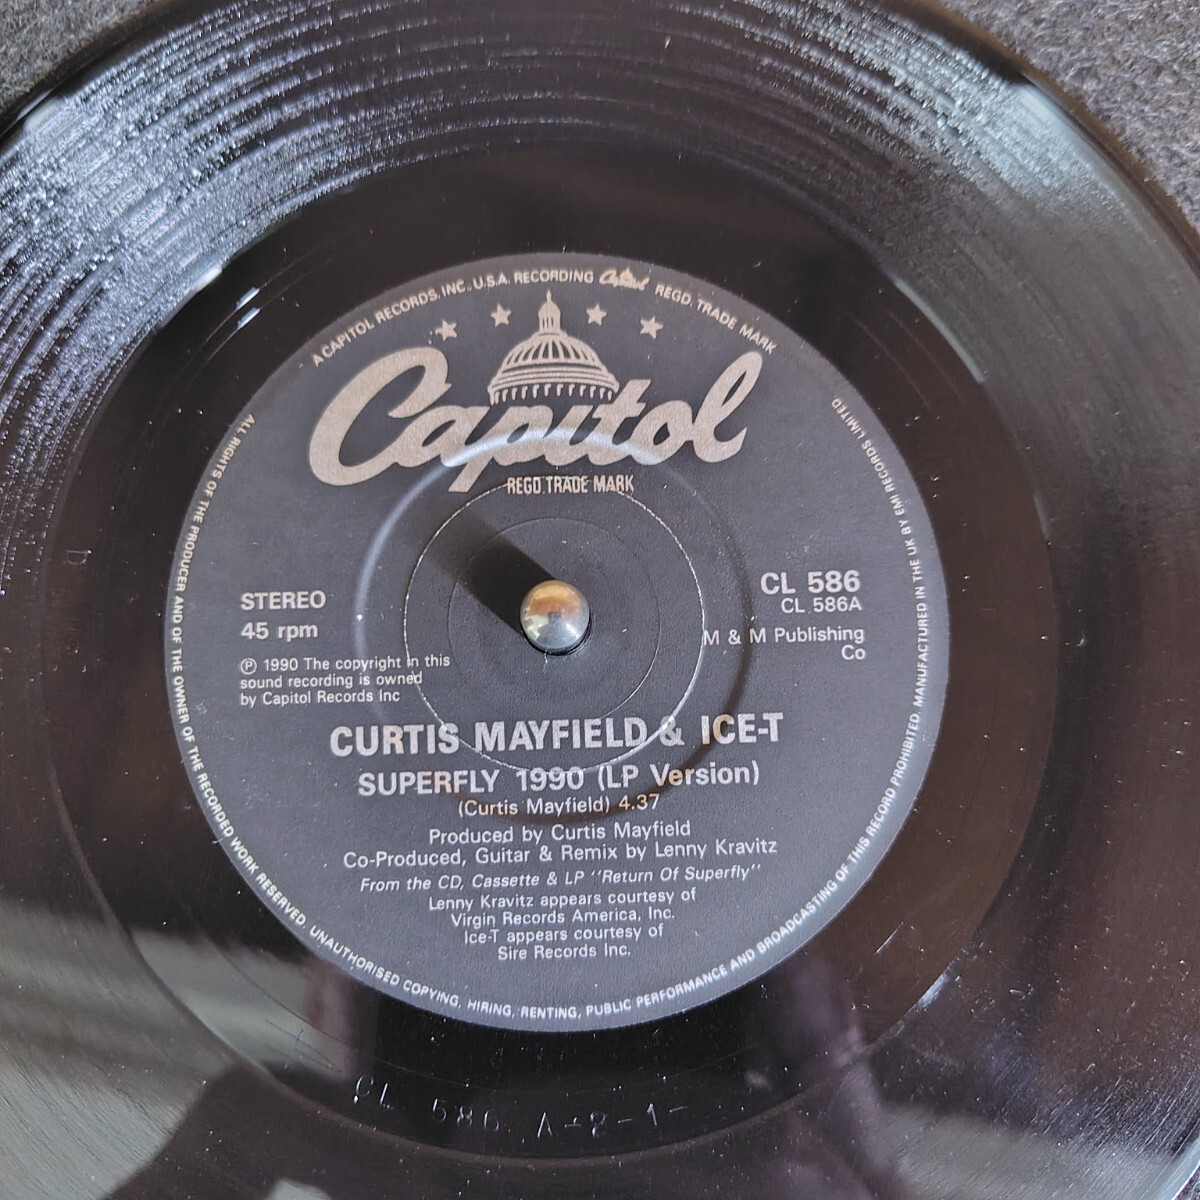 A CAPITOL RECORDS. INC. U.S.A. RECORDING Capitol REGD. TRADE MARK
Capitol
REGD. TRADE MARK
ALL RIGHTS OF THE PRODUCER AND OF THE OWNER OF THE RECORDED WORK RESERVED. UNAUTHORISED COPYING, HIRING, RENTING, PUBLIC PERFORMANCE AND BROADCASTING OF THIS RECORD PROHIBITED. MANUFACTURED IN THE UK BY EMI RECORDS LIMITED
STEREO
45 rpm
℗ 1990 The copyright in this
sound recording is owned
by Capitol Records Inc
CL 586
CL 586A
M & M Publishing
Co
CURTIS MAYFIELD & ICE-T
SUPERFLY 1990 (LP Version)
(Curtis Mayfield) 4.37
Produced by Curtis Mayfield
Co-Produced, Guitar & Remix by Lenny Kravitz
From the CD, Cassette & LP "Return Of Superfly"
Lenny Kravitz appears courtesy of
Virgin Records America, Inc.
Ice-T appears courtesy of
Sire Records Inc.
CL 586 A-2-1-